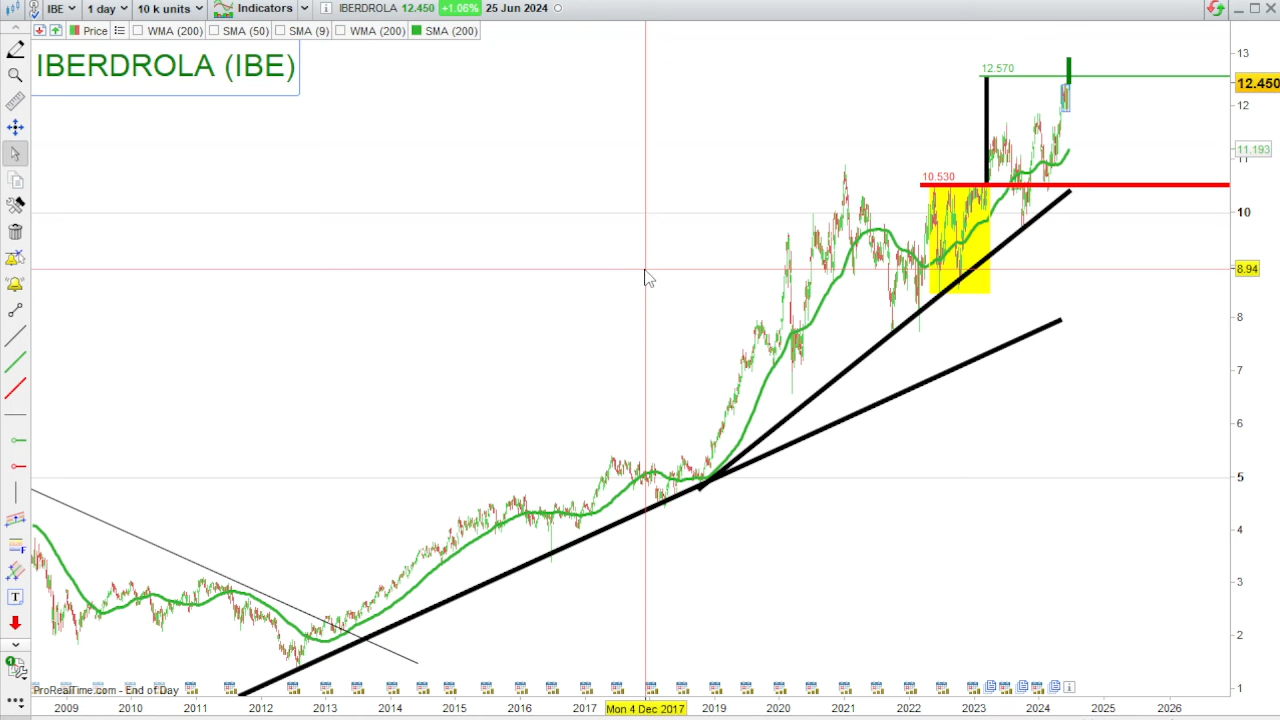 IBE 1 day 10 k units Indicators IBERDROLA 12.450 +1.06% 25 Jun 2024
Price WMA (200) SMA (50) SMA (9) WMA (200) SMA (200)
IBERDROLA (IBE)
13
12.570
12.450
12
11.193
11
10.530
10
8.94
8
7
6
5
4
3
2
1
F
T
1
ProRealTime.com - End of Day
2009 2010 2011 2012 2013 2014 2015 2016 2017 Mon 4 Dec 2017 2019 2020 2021 2022 2023 2024 2025 2026